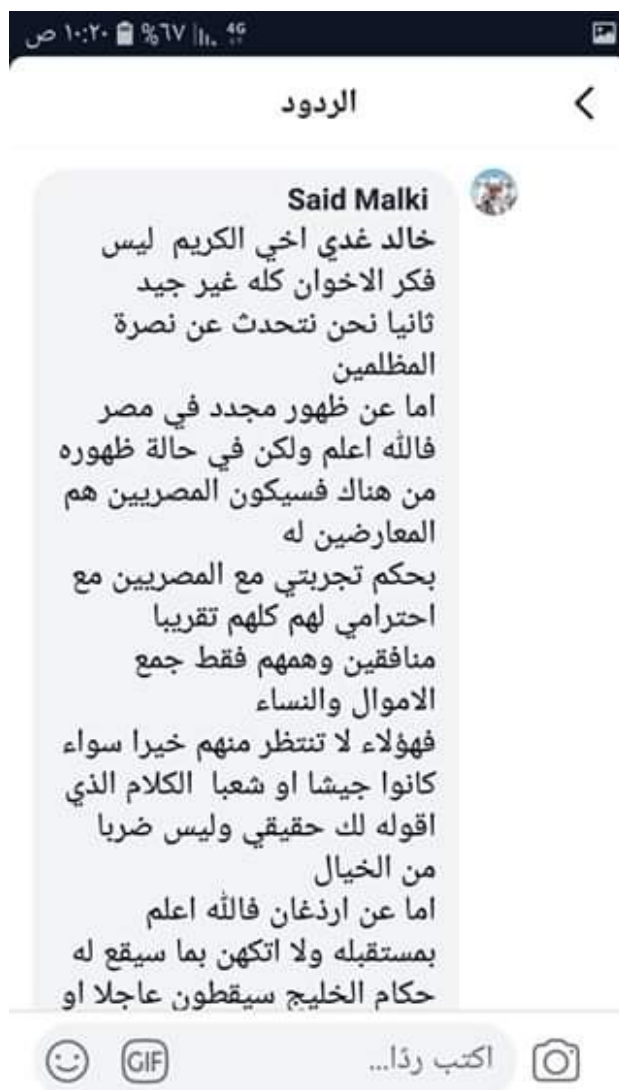 ١٠:٢٠ ص %٦٧ 4G
الردود
Said Malki
خالد غدي اخي الكريم ليس
فكر الاخوان كله غير جيد
ثانيا نحن نتحدث عن نصرة
المظلمين
اما عن ظهور مجدد في مصر
فالله اعلم ولكن في حالة ظهوره
من هناك فسيكون المصريين هم
المعارضين له
بحكم تجربتي مع المصريين مع
احترامي لهم كلهم تقريبا
منافقين وهمهم فقط جمع
الاموال والنساء
فهؤلاء لا تنتظر منهم خيرا سواء
كانوا جيشا او شعبا الكلام الذي
اقوله لك حقيقي وليس ضربا
من الخيال
اما عن ارذغان فالله اعلم
بمستقبله ولا اتكهن بما سيقع له
حكام الخليج سيقطون عاجلا او
اكتب ردًا...
GIF